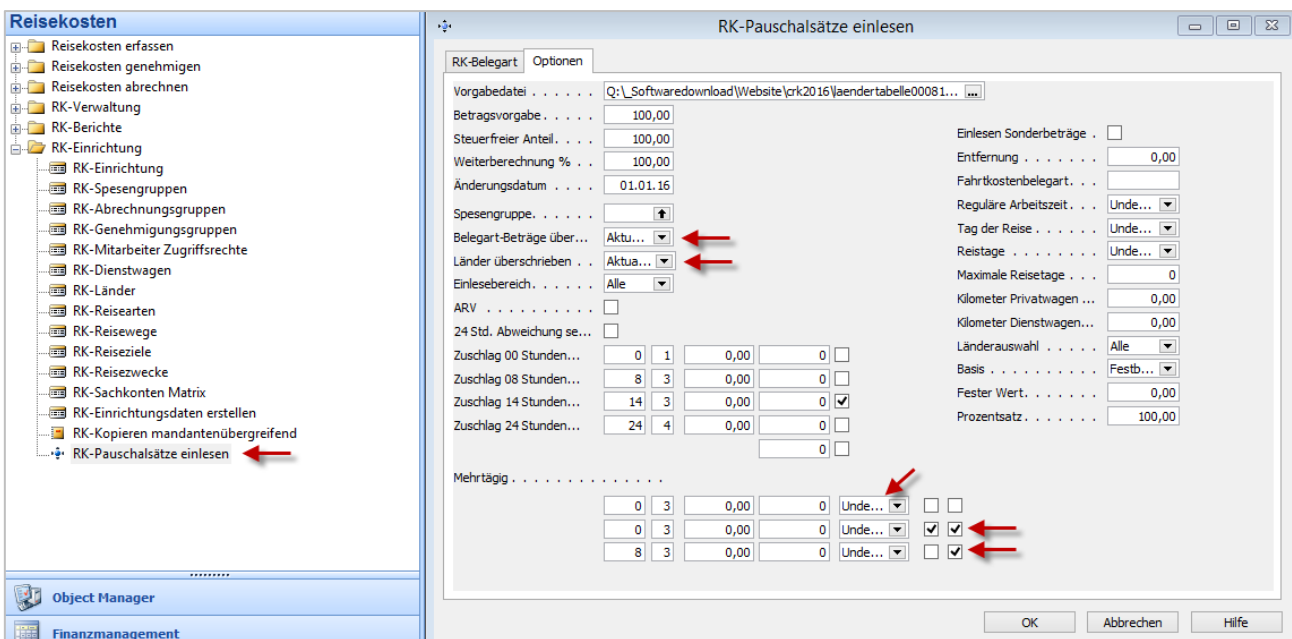 Reisekosten
Reisekosten erfassen
Reisekosten genehmigen
Reisekosten abrechnen
RK-Verwaltung
RK-Berichte
RK-Einrichtung
RK-Einrichtung
RK-Spesengruppen
RK-Abrechnungsgruppen
RK-Genehmigungsgruppen
RK-Mitarbeiter Zugriffsrechte
RK-Dienstwagen
RK-Länder
RK-Reisearten
RK-Reisewege
RK-Reiseziele
RK-Reisezwecke
RK-Sachkonten Matrix
RK-Einrichtungsdaten erstellen
RK-Kopieren mandantenübergreifend
RK-Pauschalsätze einlesen
Object Manager
Finanzmanagement
RK-Pauschalsätze einlesen
RK-Belegart Optionen
Vorgabedatei . . . . . . Q:\_Softwaredownload\Website\crk2016\laendertabelle00081... ...
Betragsvorgabe . . . . . 100,00
Steuerfreier Anteil. . . . 100,00
Weiterberechnung % . . 100,00
Änderungsdatum . . . . 01.01.16
Spesengruppe. . . . . .
Belegart-Beträge über... Aktu...
Länder überschrieben . . Aktua...
Einlesebereich. . . . . . Alle
ARV . . . . . . . . . .
24 Std. Abweichung se...
Zuschlag 00 Stunden... 0 1 0,00 0
Zuschlag 08 Stunden... 8 3 0,00 0
Zuschlag 14 Stunden... 14 3 0,00 0
Zuschlag 24 Stunden... 24 4 0,00 0
0
Mehrtägig . . . . . . . . . . . . . . .
0 3 0,00 0 Unde...
0 3 0,00 0 Unde...
8 3 0,00 0 Unde...
Einlesen Sonderbeträge .
Entfernung . . . . . . . 0,00
Fahrtkostenbelegart. . .
Reguläre Arbeitszeit. . . Unde...
Tag der Reise . . . . . Unde...
Reistage . . . . . . . . Unde...
Maximale Reisetage . . . 0
Kilometer Privatwagen ... 0,00
Kilometer Dienstwagen... 0,00
Länderauswahl . . . . . Alle
Basis . . . . . . . . . . Festb...
Fester Wert. . . . . . . 0,00
Prozentsatz. . . . . . . 100,00
OK Abbrechen Hilfe